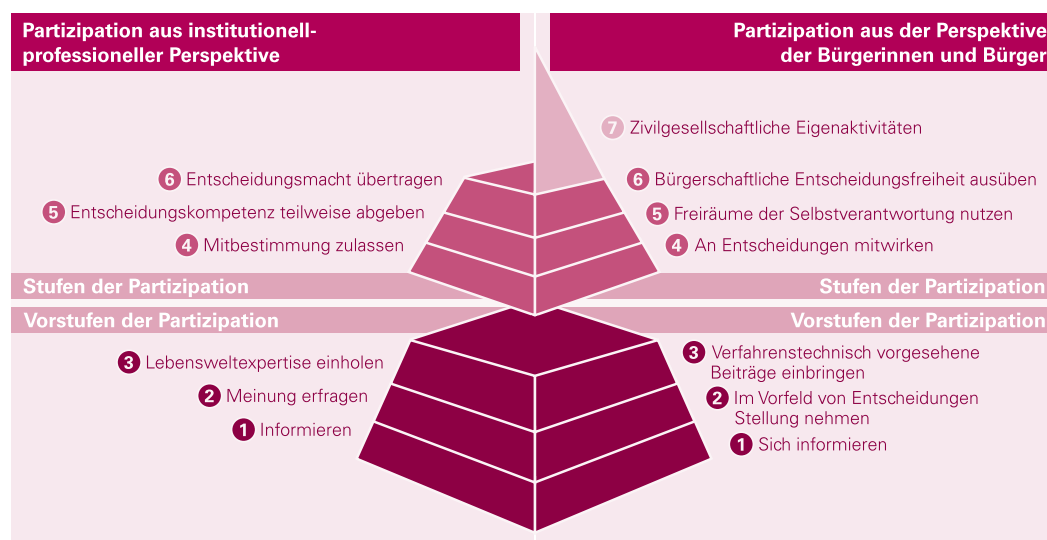 Partizipation aus institutionell-
professioneller Perspektive
6 Entscheidungsmacht übertragen
5 Entscheidungskompetenz teilweise abgeben
4 Mitbestimmung zulassen
Stufen der Partizipation
Vorstufen der Partizipation
3 Lebensweltexpertise einholen
2 Meinung erfragen
1 Informieren
Partizipation aus der Perspektive
der Bürgerinnen und Bürger
7 Zivilgesellschaftliche Eigenaktivitäten
6 Bürgerschaftliche Entscheidungsfreiheit ausüben
5 Freiräume der Selbstverantwortung nutzen
4 An Entscheidungen mitwirken
Stufen der Partizipation
Vorstufen der Partizipation
3 Verfahrenstechnisch vorgesehene
Beiträge einbringen
2 Im Vorfeld von Entscheidungen
Stellung nehmen
1 Sich informieren